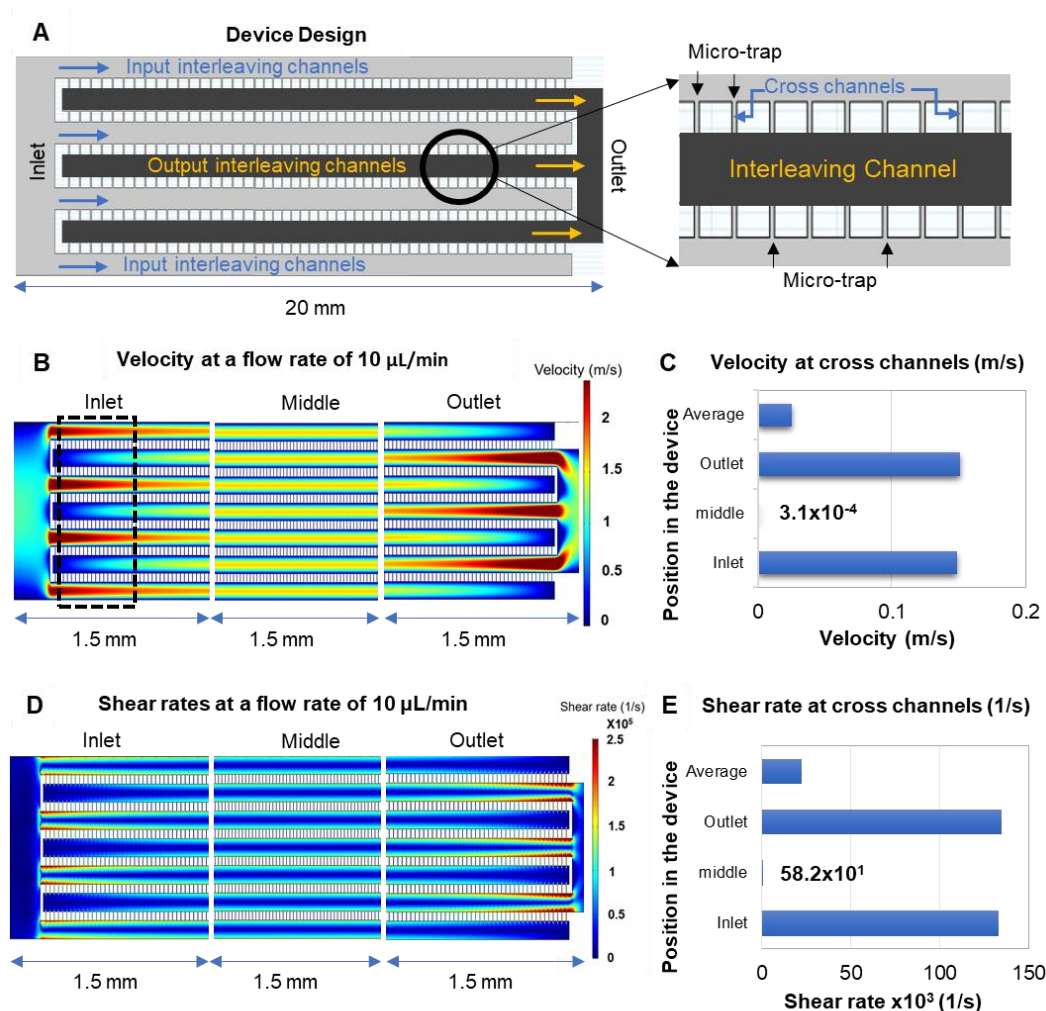 A
Device Design
Input interleaving channels
Inlet
Output interleaving channels
Outlet
Input interleaving channels
20 mm
Micro-trap
Cross channels
Interleaving Channel
Micro-trap
B
Velocity at a flow rate of 10 µL/min
Velocity (m/s)
Inlet
Middle
Outlet
2
1.5
1
0.5
0
1.5 mm
1.5 mm
1.5 mm
C
Velocity at cross channels (m/s)
Position in the device
Average
Outlet
middle
3.1x10⁻⁴
Inlet
0
0.1
0.2
Velocity (m/s)
D
Shear rates at a flow rate of 10 µL/min
Shear rate (1/s)
X10⁵
Inlet
Middle
Outlet
2.5
2
1.5
1
0.5
0
1.5 mm
1.5 mm
1.5 mm
E
Shear rate at cross channels (1/s)
Position in the device
Average
Outlet
middle
58.2x10¹
Inlet
0
50
100
150
Shear rate x10³ (1/s)